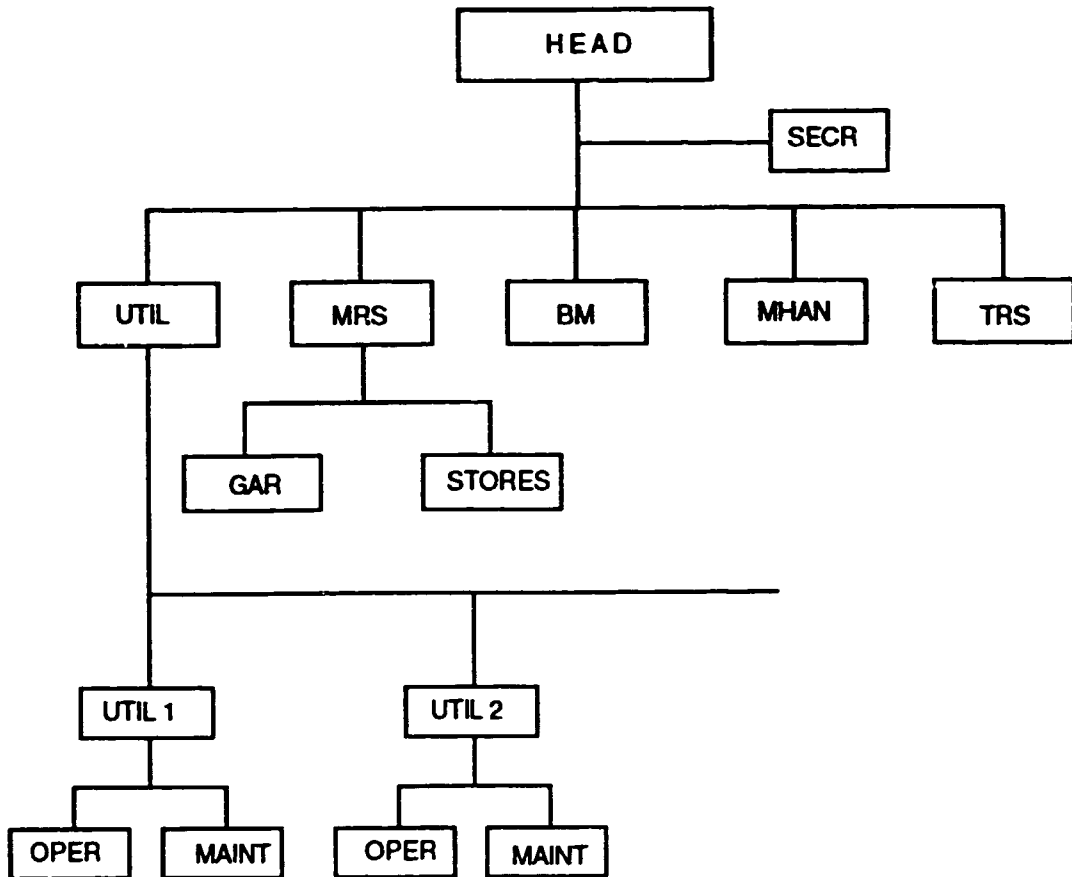 HEAD
SECR
UTIL
MRS
BM
MHAN
TRS
GAR
STORES
UTIL 1
UTIL 2
OPER
MAINT
OPER
MAINT